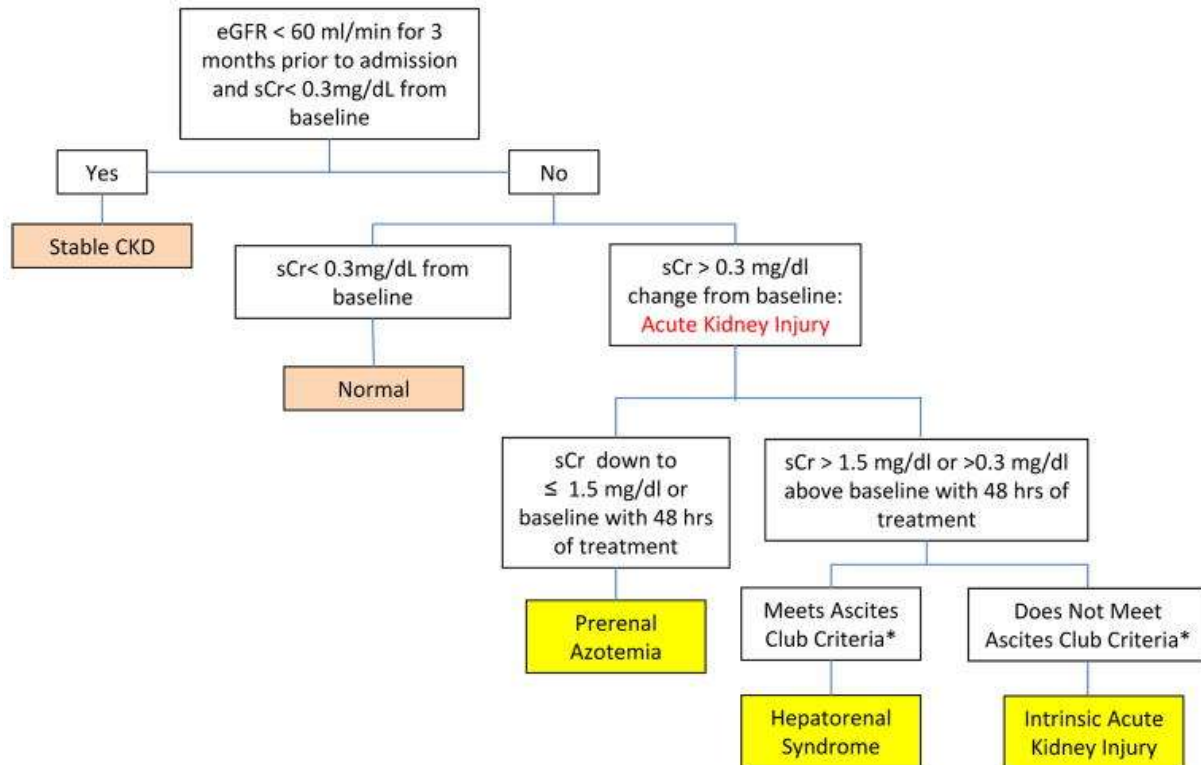 eGFR < 60 ml/min for 3
months prior to admission
and sCr< 0.3mg/dL from
baseline
Yes
No
Stable CKD
sCr< 0.3mg/dL from
baseline
sCr > 0.3 mg/dl
change from baseline:
Acute Kidney Injury
Normal
sCr down to
≤ 1.5 mg/dl or
baseline with 48 hrs
of treatment
sCr > 1.5 mg/dl or >0.3 mg/dl
above baseline with 48 hrs of
treatment
Prerenal
Azotemia
Meets Ascites
Club Criteria*
Does Not Meet
Ascites Club Criteria*
Hepatorenal
Syndrome
Intrinsic Acute
Kidney Injury